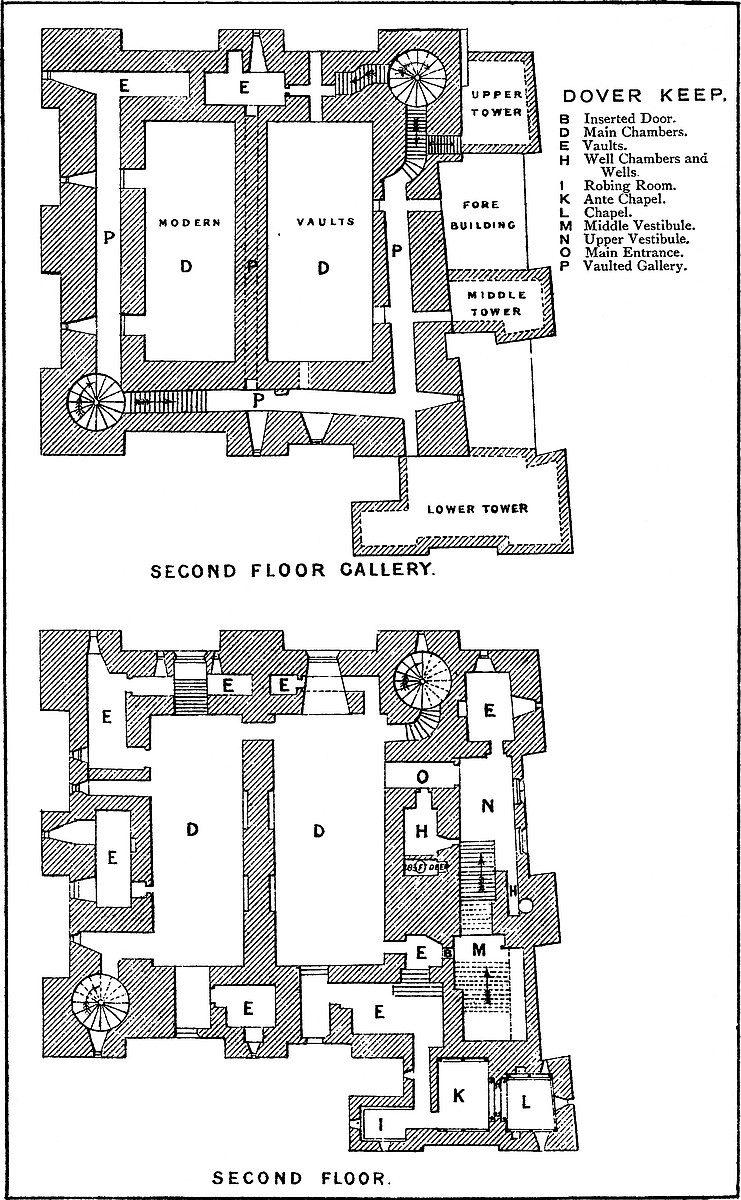 DOVER KEEP.
B Inserted Door.
D Main Chambers.
E Vaults.
H Well Chambers and
Wells.
I Robing Room.
K Ante Chapel.
L Chapel.
M Middle Vestibule.
N Upper Vestibule.
O Main Entrance.
P Vaulted Gallery.
E
E
UPPER
TOWER
MODERN
VAULTS
FORE
BUILDING
P
D
P
D
P
MIDDLE
TOWER
P
LOWER TOWER
SECOND FLOOR GALLERY.
E
E
E
E
O
N
D
D
H
E
H
E
B
M
E
E
K
L
I
SECOND FLOOR.